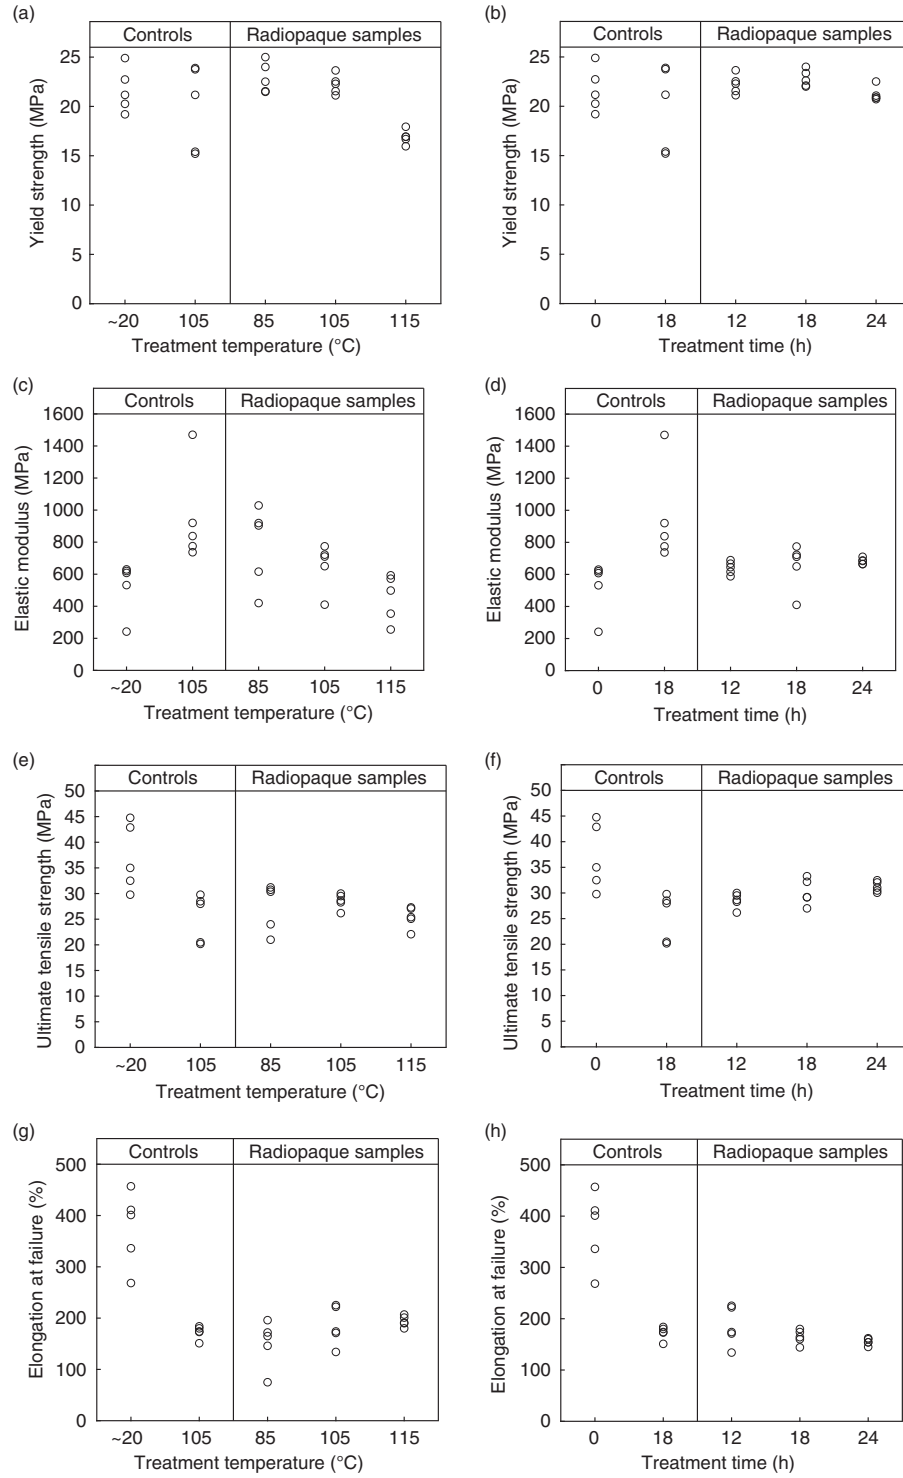 (a)
Controls Radiopaque samples
Yield strength (MPa)
25
20
15
10
5
0
~20 105 85 105 115
Treatment temperature (°C)
(b)
Controls Radiopaque samples
Yield strength (MPa)
25
20
15
10
5
0
0 18 12 18 24
Treatment time (h)
(c)
Controls Radiopaque samples
Elastic modulus (MPa)
1600
1400
1200
1000
800
600
400
200
0
~20 105 85 105 115
Treatment temperature (°C)
(d)
Controls Radiopaque samples
Elastic modulus (MPa)
1600
1400
1200
1000
800
600
400
200
0
0 18 12 18 24
Treatment time (h)
(e)
Controls Radiopaque samples
Ultimate tensile strength (MPa)
50
45
40
35
30
25
20
15
10
5
0
~20 105 85 105 115
Treatment temperature (°C)
(f)
Controls Radiopaque samples
Ultimate tensile strength (MPa)
50
45
40
35
30
25
20
15
10
5
0
0 18 12 18 24
Treatment time (h)
(g)
Controls Radiopaque samples
Elongation at failure (%)
500
400
300
200
100
0
~20 105 85 105 115
Treatment temperature (°C)
(h)
Controls Radiopaque samples
Elongation at failure (%)
500
400
300
200
100
0
0 18 12 18 24
Treatment time (h)